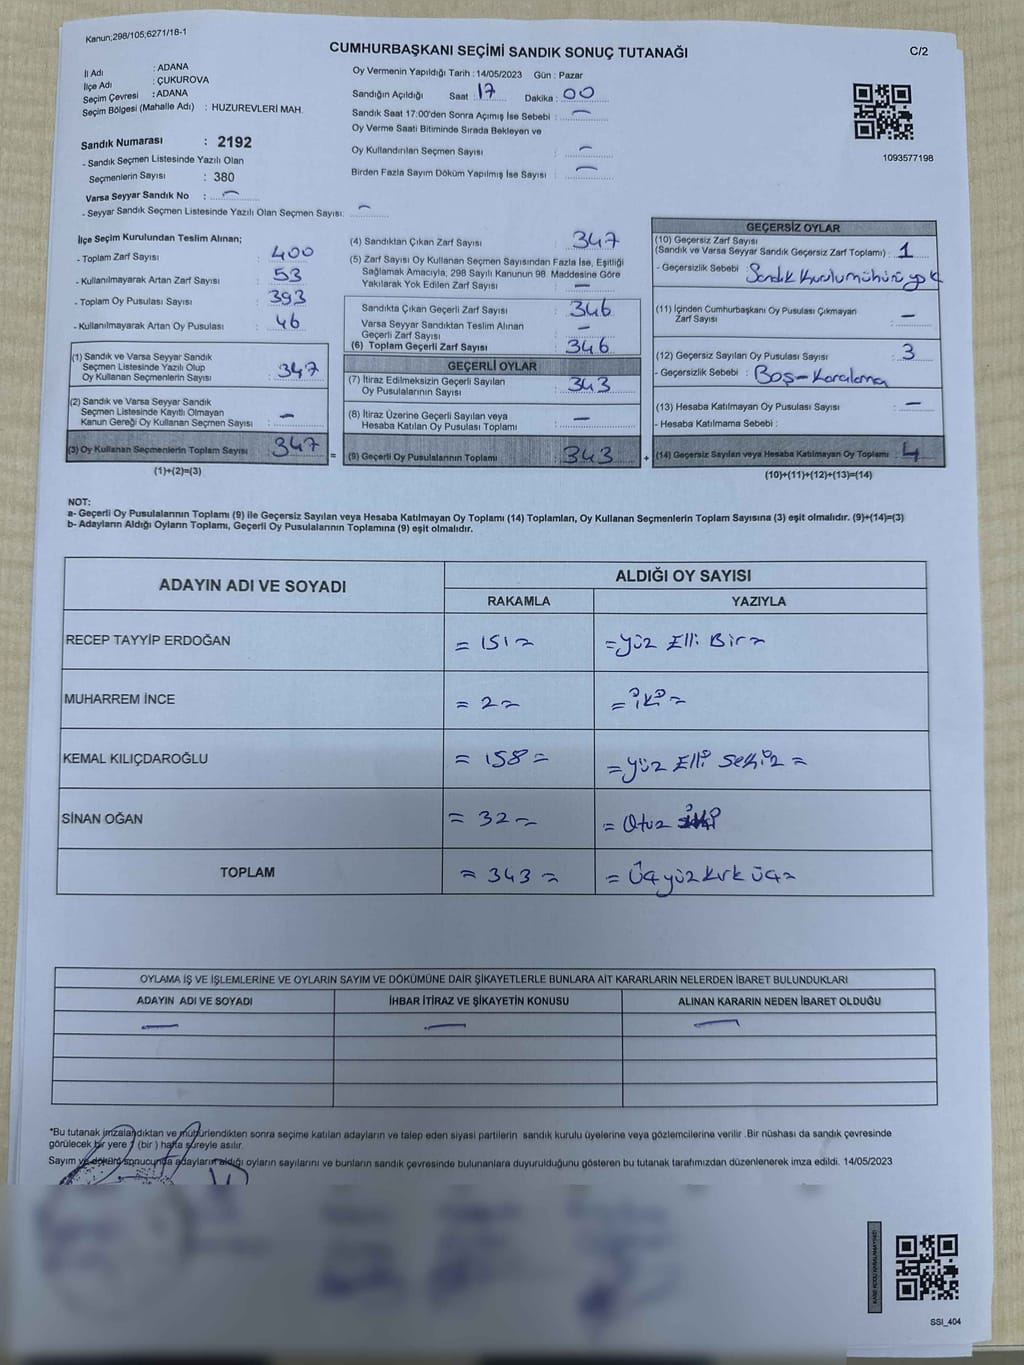 Kanun;298/105,6271/18-1
CUMHURBAŞKANI SEÇİMİ SANDIK SONUÇ TUTANAĞI
C/2
İl Adı : ADANA
İlçe Adı : ÇUKUROVA
Seçim Çevresi : ADANA
Seçim Bölgesi (Mahalle Adı) : HUZUREVLERİ MAH.
Sandık Numarası : 2192
- Sandık Seçmen Listesinde Yazılı Olan
Seçmenlerin Sayısı : 380
Varsa Seyyar Sandık No : —
- Seyyar Sandık Seçmen Listesinde Yazılı Olan Seçmen Sayısı: —
Oy Vermenin Yapıldığı Tarih : 14/05/2023 Gün : Pazar
Sandığın Açıldığı Saat : 17 Dakika : 00
Sandık Saat 17:00'den Sonra Açımış İse Sebebi : —
Oy Verme Saati Bitiminde Sırada Bekleyen ve
Oy Kullandırılan Seçmen Sayısı : —
Birden Fazla Sayım Döküm Yapılmış İse Sayısı : —
1093577198
İlçe Seçim Kurulundan Teslim Alınan;
- Toplam Zarf Sayısı : 400
- Kullanılmayarak Artan Zarf Sayısı : 53
- Toplam Oy Pusulası Sayısı : 393
- Kullanılmayarak Artan Oy Pusulası : 46
(1) Sandık ve Varsa Seyyar Sandık
Seçmen Listesinde Yazılı Olup
Oy Kullanan Seçmenlerin Sayısı : 347
(2) Sandık ve Varsa Seyyar Sandık
Seçmen Listesinde Kayıtlı Olmayan
Kanun Gereği Oy Kullanan Seçmen Sayısı : —
(3) Oy Kullanan Seçmenlerin Toplam Sayısı : 347
(1)+(2)=(3)
(4) Sandıktan Çıkan Zarf Sayısı : 347
(5) Zarf Sayısı Oy Kullanan Seçmen Sayısından Fazla İse, Eşitliği
Sağlamak Amacıyla, 298 Sayılı Kanunun 98. Maddesine Göre
Yakılarak Yok Edilen Zarf Sayısı : —
Sandıkta Çıkan Geçerli Zarf Sayısı : 346
Varsa Seyyar Sandıktan Teslim Alınan
Geçerli Zarf Sayısı : —
(6) Toplam Geçerli Zarf Sayısı : 346
GEÇERLİ OYLAR
(7) İtiraz Edilmeksizin Geçerli Sayılan
Oy Pusulalarının Sayısı : 343
(8) İtiraz Üzerine Geçerli Sayılan veya
Hesaba Katılan Oy Pusulası Toplamı : —
= (9) Geçerli Oy Pusulalarının Toplamı : 343
GEÇERSİZ OYLAR
(10) Geçersiz Zarf Sayısı
(Sandık ve Varsa Seyyar Sandık Geçersiz Zarf Toplamı) : 1
- Geçersizlik Sebebi : Sandık Kurulu mühürü yok
(11) İçinden Cumhurbaşkanı Oy Pusulası Çıkmayan
Zarf Sayısı : —
(12) Geçersiz Sayılan Oy Pusulası Sayısı : 3
- Geçersizlik Sebebi : Boş-Karalama
(13) Hesaba Katılmayan Oy Pusulası Sayısı : —
- Hesaba Katılmama Sebebi :
+ (14) Geçersiz Sayılan veya Hesaba Katılmayan Oy Toplamı : 4
(10)+(11)+(12)+(13)=(14)
NOT:
a- Geçerli Oy Pusulalarının Toplamı (9) ile Geçersiz Sayılan veya Hesaba Katılmayan Oy Toplamı (14) Toplamları, Oy Kullanan Seçmenlerin Toplam Sayısına (3) eşit olmalıdır. (9)+(14)=(3)
b- Adayların Aldığı Oyların Toplamı, Geçerli Oy Pusulalarının Toplamına (9) eşit olmalıdır.
ADAYIN ADI VE SOYADI
ALDIĞI OY SAYISI
RAKAMLA YAZIYLA
RECEP TAYYİP ERDOĞAN = 151 = = Yüz Elli Bir =
MUHARREM İNCE = 2 = = iki =
KEMAL KILIÇDAROĞLU = 158 = = Yüz Elli Sekiz =
SİNAN OĞAN = 32 = = Otuz iki
TOPLAM = 343 = = Üçyüz kırk üç =
OYLAMA İŞ VE İŞLEMLERİNE VE OYLARIN SAYIM VE DÖKÜMÜNE DAİR ŞİKAYETLERLE BUNLARA AİT KARARLARIN NELERDEN İBARET BULUNDUKLARI
ADAYIN ADI VE SOYADI İHBAR İTİRAZ VE ŞİKAYETİN KONUSU ALINAN KARARIN NEDEN İBARET OLDUĞU
— — —
*Bu tutanak imzalandıktan ve mühürlendikten sonra seçime katılan adayların ve talep eden siyasi partilerin sandık kurulu üyelerine veya gözlemcilerine verilir .Bir nüshası da sandık çevresinde
görülecek bir yere 1 (bir ) hafta süreyle asılır.
Sayım ve döküm sonucunda adayların aldığı oyların sayılarını ve bunların sandık çevresinde bulunanlara duyurulduğunu gösteren bu tutanak tarafımızdan düzenlenerek imza edildi. 14/05/2023
SSI_404